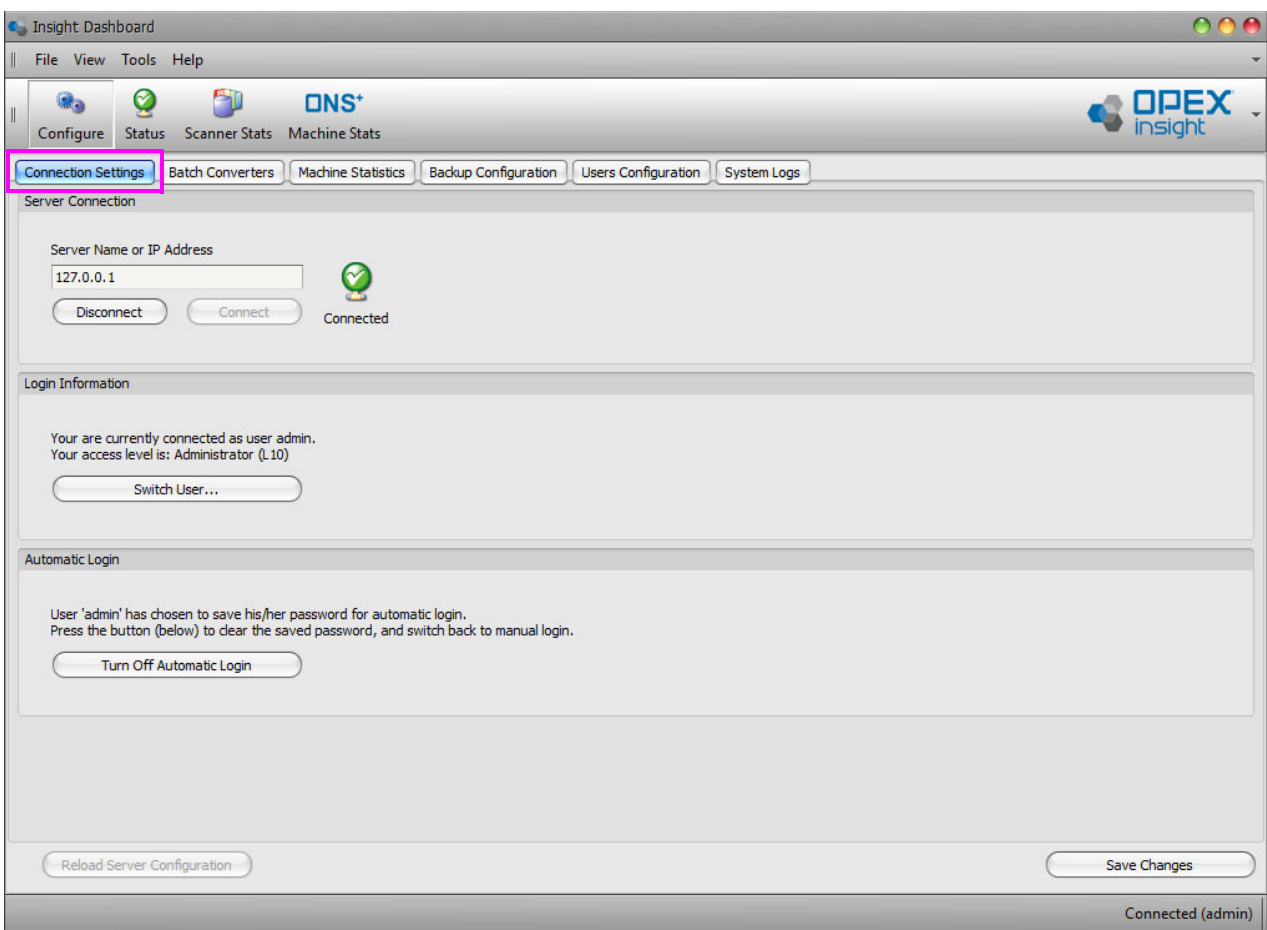 Insight Dashboard
File View Tools Help
Configure Status Scanner Stats ONS+ Machine Stats
OPEX
insight
Connection Settings Batch Converters Machine Statistics Backup Configuration Users Configuration System Logs
Server Connection
Server Name or IP Address
127.0.0.1
Disconnect Connect Connected
Login Information
Your are currently connected as user admin.
Your access level is: Administrator (L10)
Switch User...
Automatic Login
User 'admin' has chosen to save his/her password for automatic login.
Press the button (below) to clear the saved password, and switch back to manual login.
Turn Off Automatic Login
Reload Server Configuration Save Changes
Connected (admin)